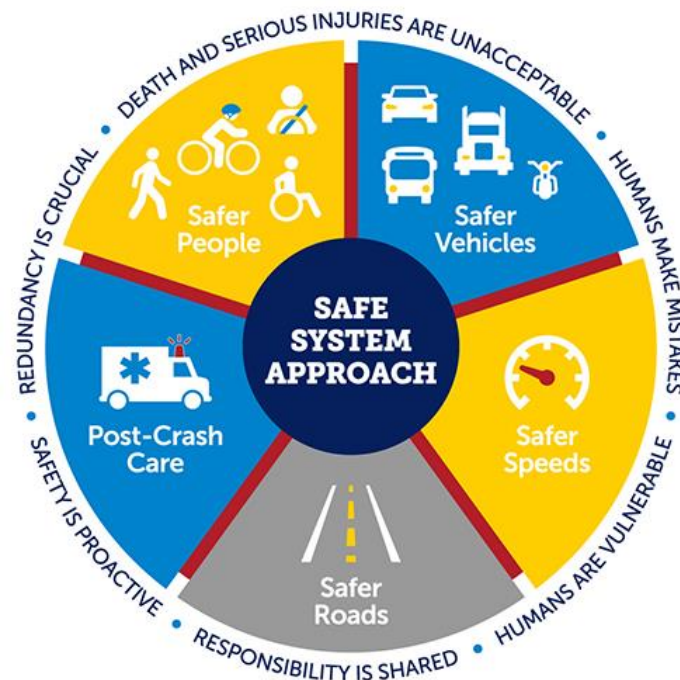 DEATH AND SERIOUS INJURIES ARE UNACCEPTABLE
HUMANS MAKE MISTAKES
HUMANS ARE VULNERABLE
RESPONSIBILITY IS SHARED
SAFETY IS PROACTIVE
REDUNDANCY IS CRUCIAL
Safer
People
Safer
Vehicles
SAFE
SYSTEM
APPROACH
Post-Crash
Care
Safer
Speeds
Safer
Roads